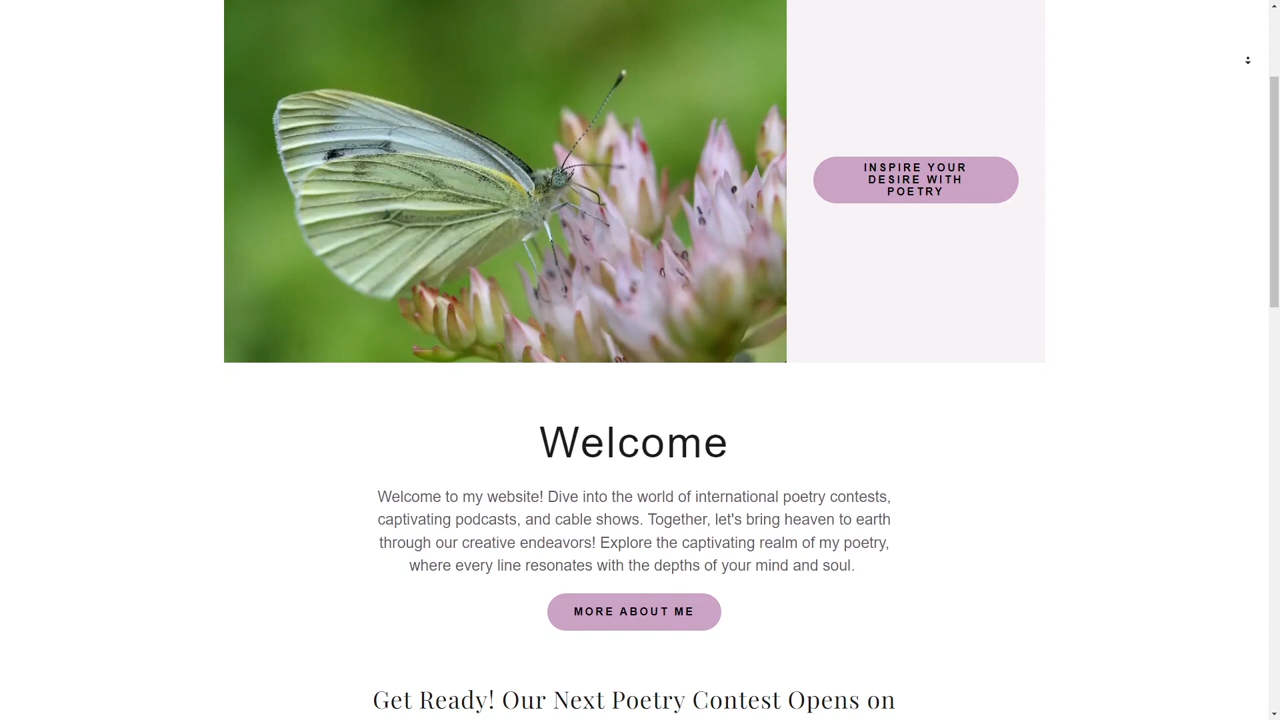 INSPIRE YOUR
DESIRE WITH
POETRY
Welcome
Welcome to my website! Dive into the world of international poetry contests,
captivating podcasts, and cable shows. Together, let's bring heaven to earth
through our creative endeavors! Explore the captivating realm of my poetry,
where every line resonates with the depths of your mind and soul.
MORE ABOUT ME
Get Ready! Our Next Poetry Contest Opens on